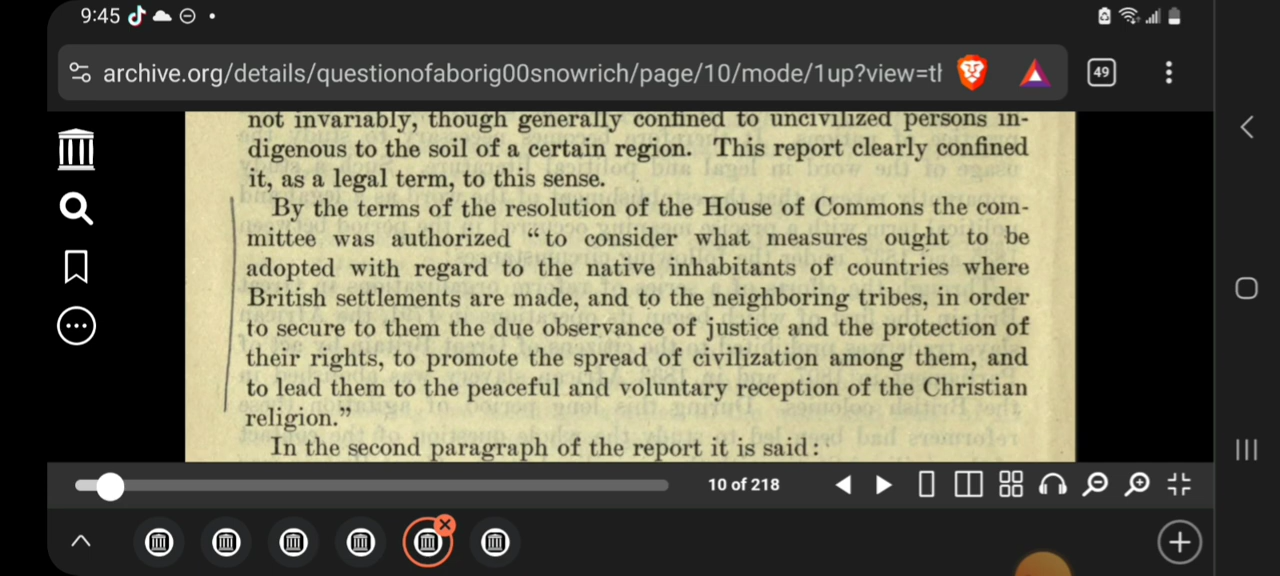 9:45
49
archive.org/details/questionofaborig00snowrich/page/10/mode/1up?view=th
not invariably, though generally confined to uncivilized persons in-
digenous to the soil of a certain region. This report clearly confined
it, as a legal term, to this sense.
By the terms of the resolution of the House of Commons the com-
mittee was authorized “to consider what measures ought to be
adopted with regard to the native inhabitants of countries where
British settlements are made, and to the neighboring tribes, in order
to secure to them the due observance of justice and the protection of
their rights, to promote the spread of civilization among them, and
to lead them to the peaceful and voluntary reception of the Christian
religion.”
In the second paragraph of the report it is said:
10 of 218